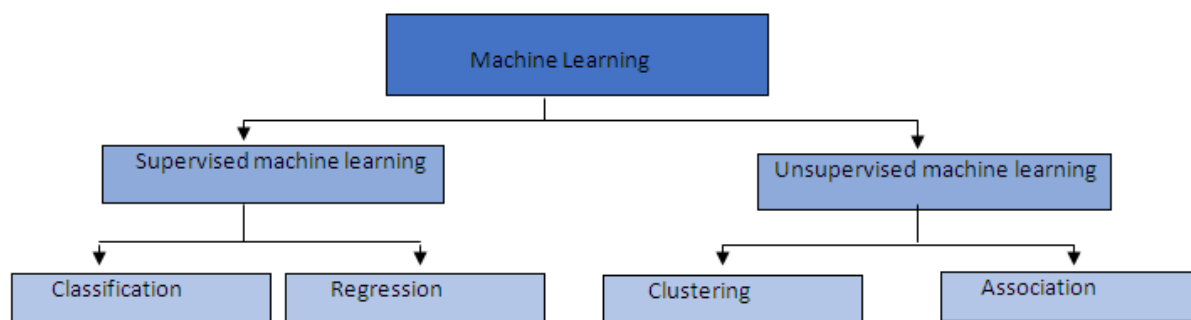 Machine Learning
Supervised machine learning
Unsupervised machine learning
Classification
Regression
Clustering
Association